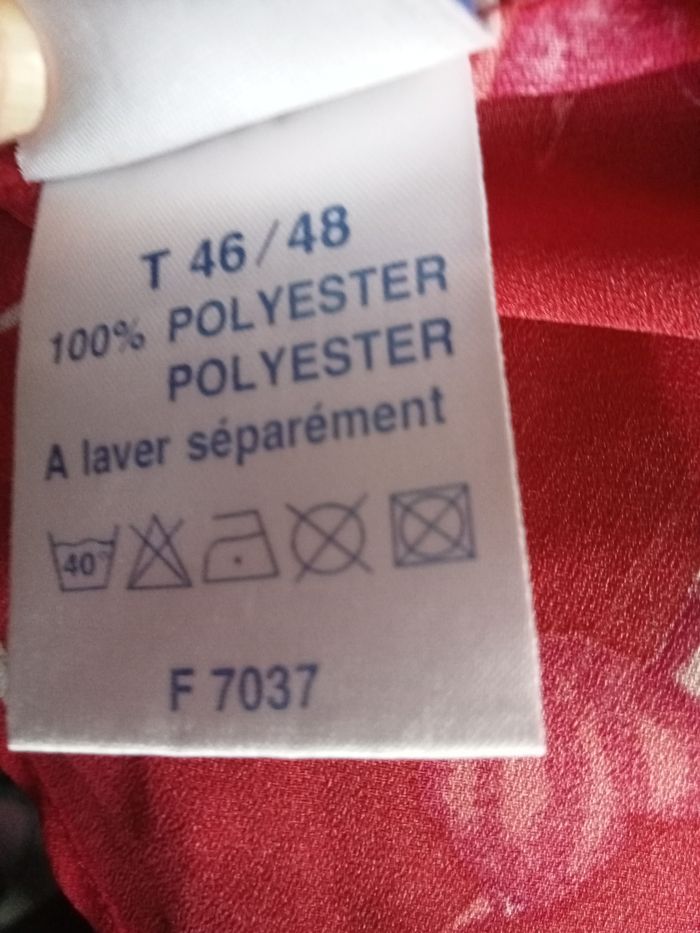 T 46/48
100% POLYESTER
POLYESTER
A laver séparément
40°
F 7037